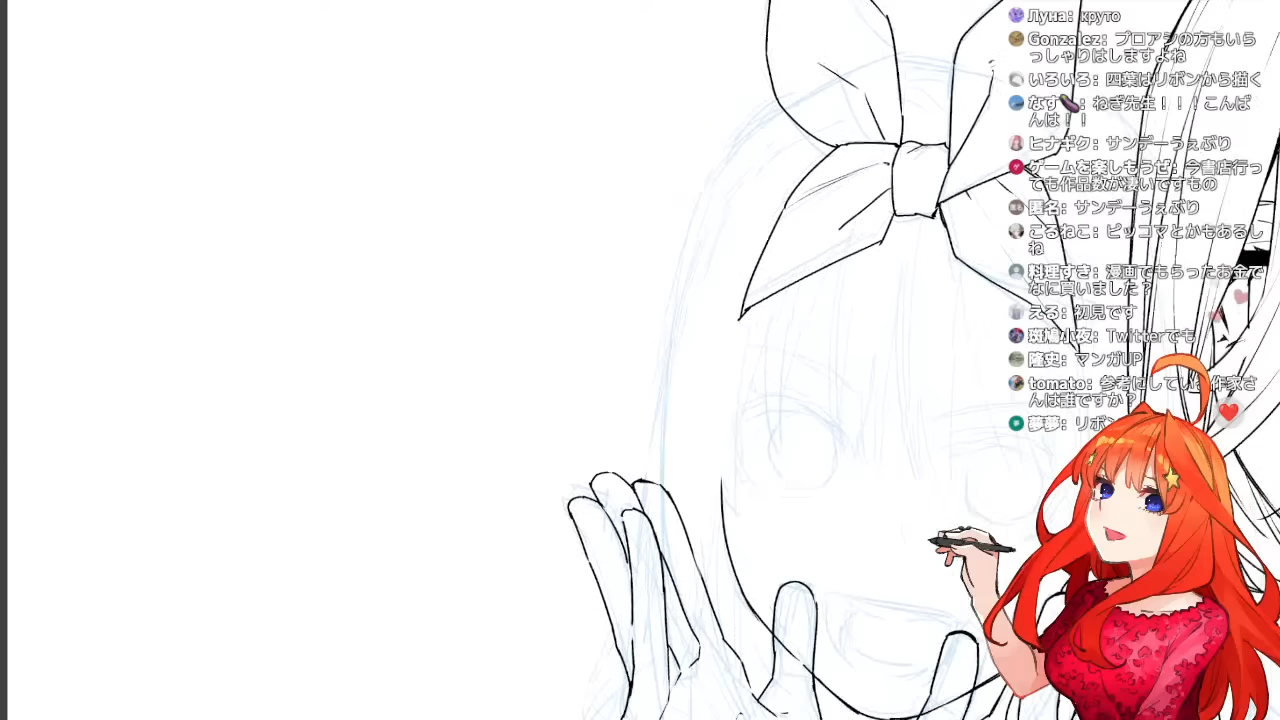 Луна: круто
Gonzalez: プロアシの方もいら
っしゃりはしますよね
いろいろ: 四葉はリボンから描く
なす🍆: ねぎ先生！！！こんば
んは！！
ヒナギク: サンデーうぇぶり
ゲームを楽しもうぜ: 今書店行っ
ても作品数が凄いですもの
匿名: サンデーうぇぶり
こるねこ: ピッコマとかもあるし
ね
料理すき: 漫画でもらったお金で
なに買いました？
える: 初見です
斑鳩小夜: Twitterでも
隆史: マンガUP
tomato: 参考にしている作家さ
んは誰ですか？
夢夢: リボン